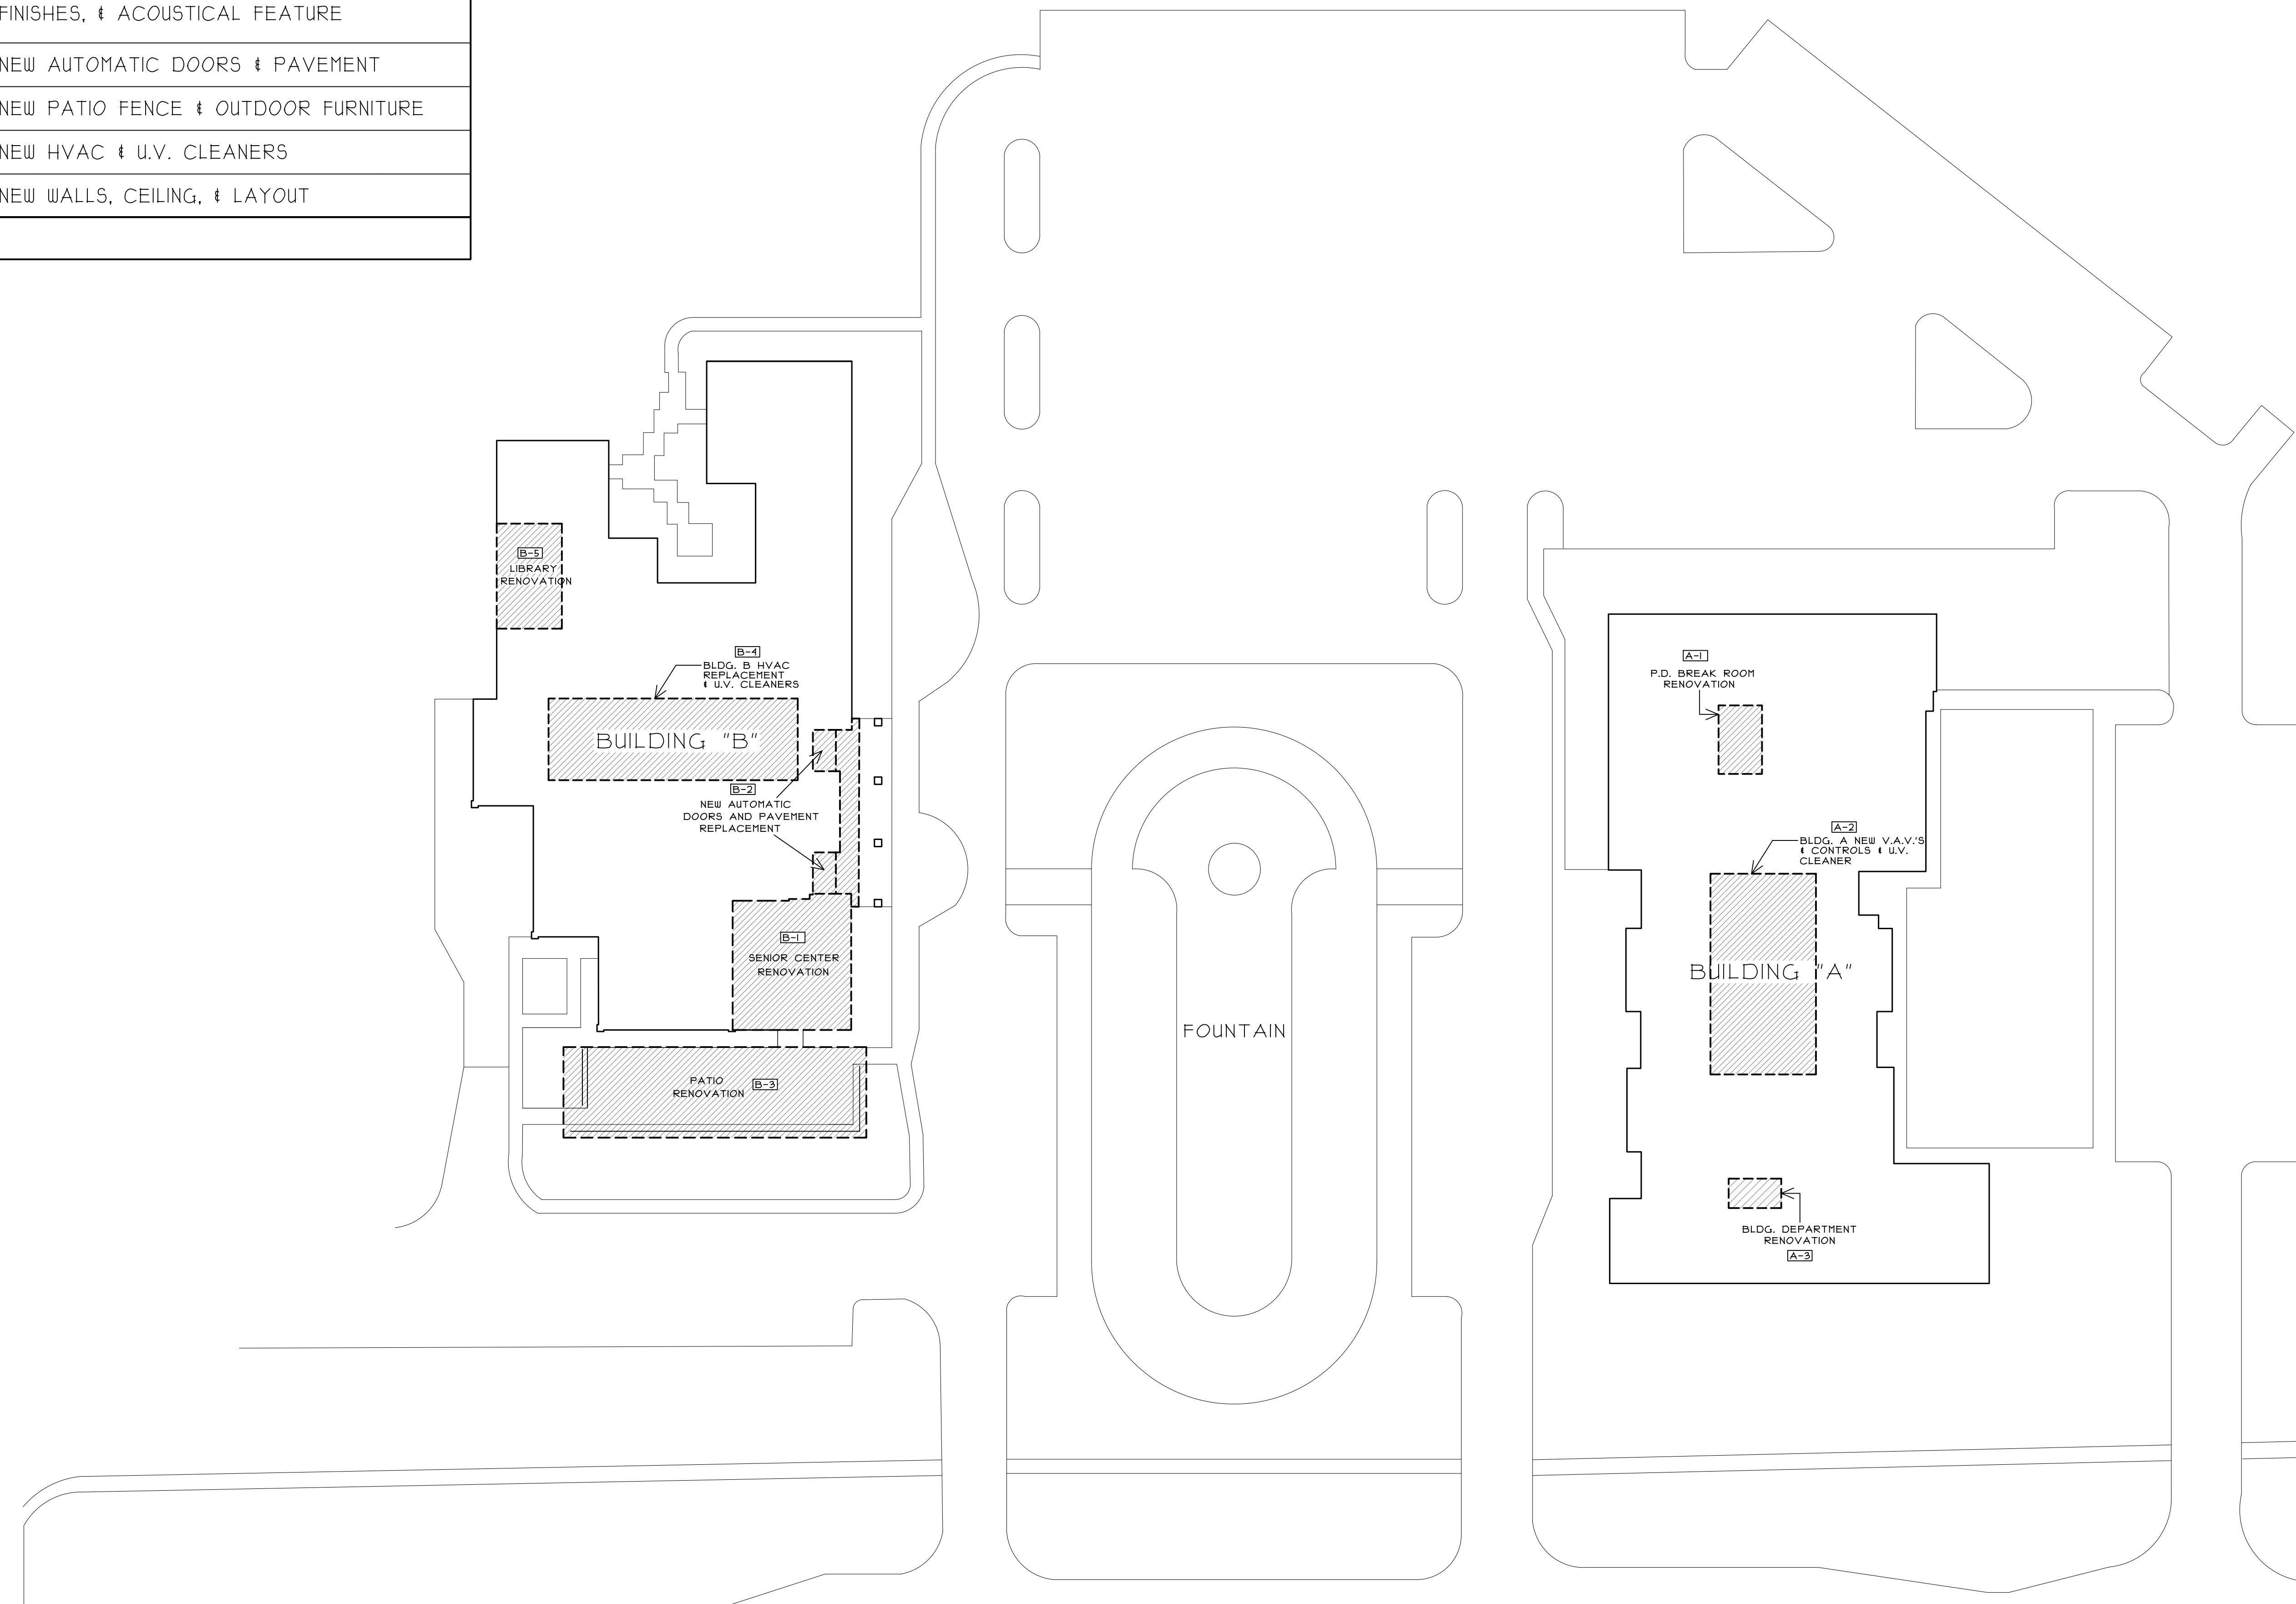 FINISHES, & ACOUSTICAL FEATURE
NEW AUTOMATIC DOORS & PAVEMENT
NEW PATIO FENCE & OUTDOOR FURNITURE
NEW HVAC & U.V. CLEANERS
NEW WALLS, CEILING, & LAYOUT
B-5
LIBRARY
RENOVATION
B-4
BLDG. B HVAC
REPLACEMENT
& U.V. CLEANERS
BUILDING "B"
B-2
NEW AUTOMATIC
DOORS AND PAVEMENT
REPLACEMENT
B-1
SENIOR CENTER
RENOVATION
PATIO
RENOVATION
B-3
FOUNTAIN
A-1
P.D. BREAK ROOM
RENOVATION
A-2
BLDG. A NEW V.A.V.'S
& CONTROLS & U.V.
CLEANER
BUILDING "A"
BLDG. DEPARTMENT
RENOVATION
A-3